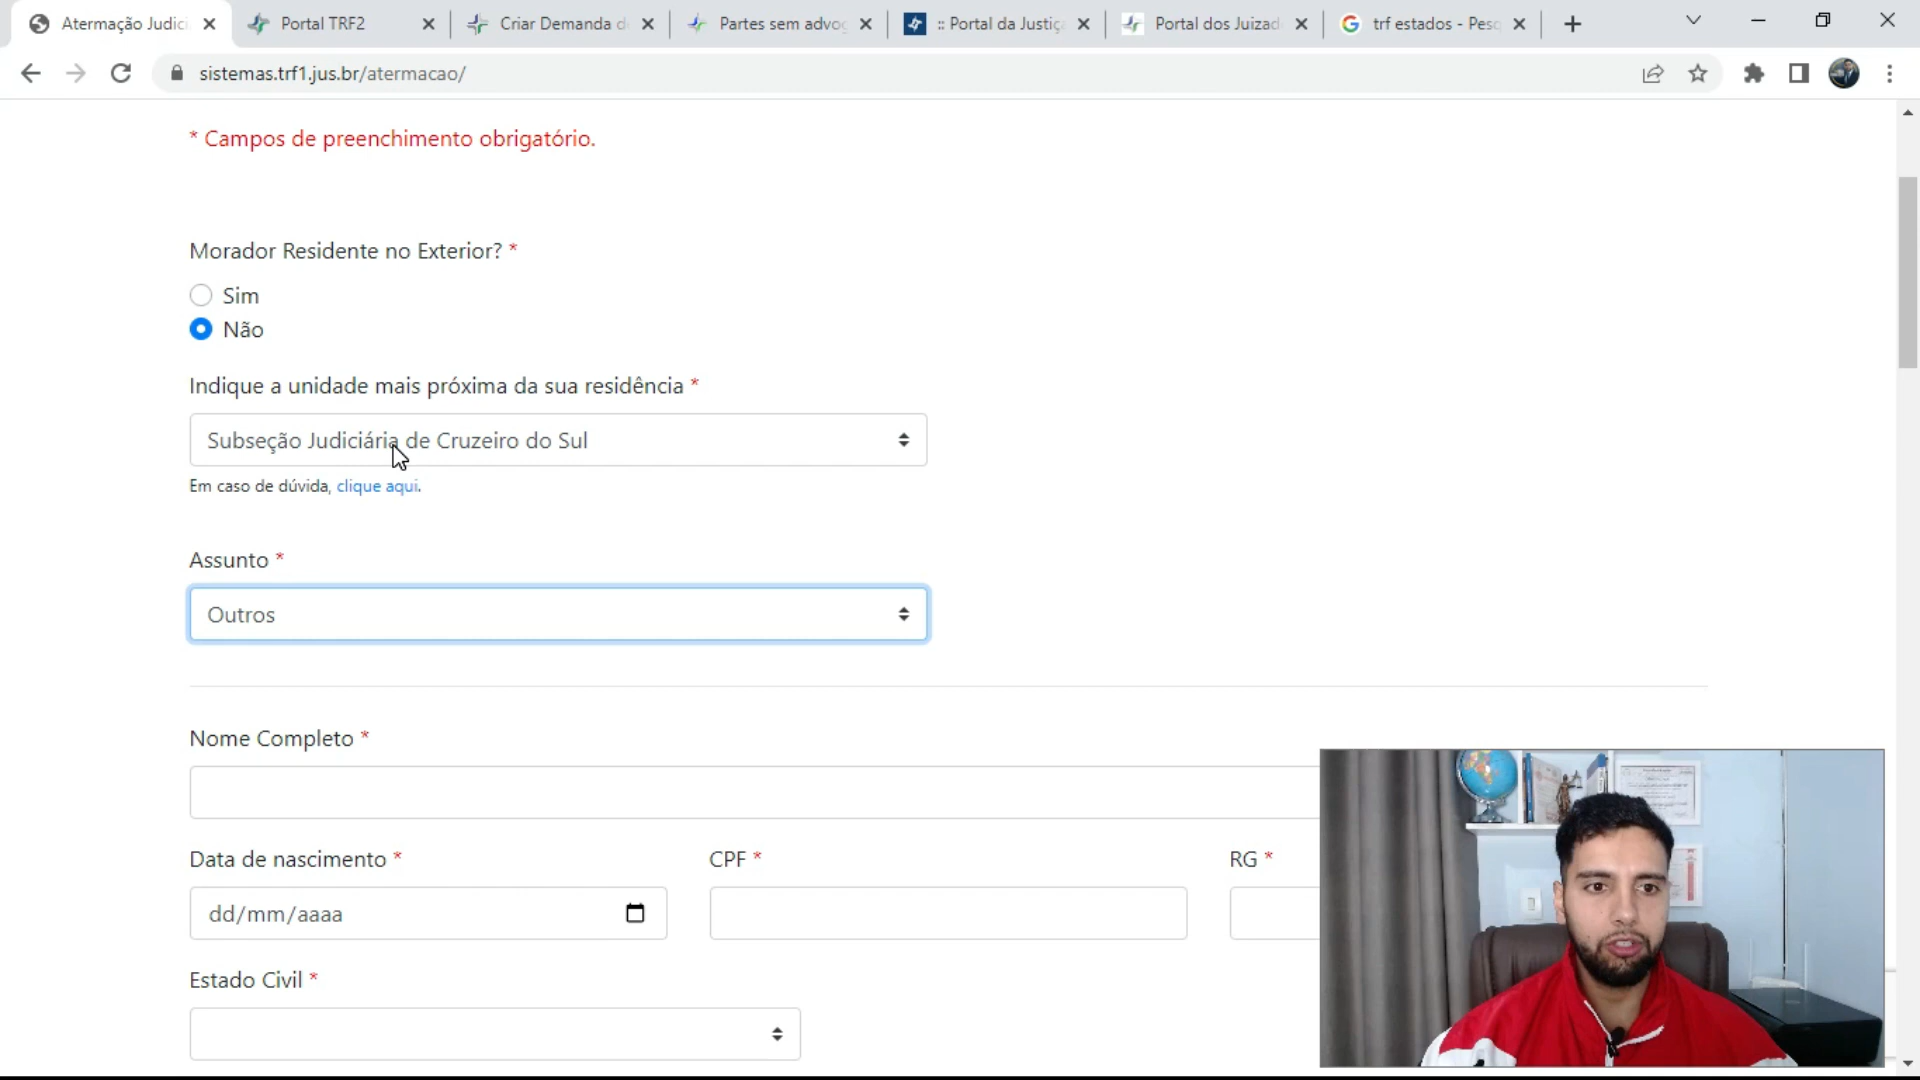 Atermação Judici
Portal TRF2
Criar Demanda d
Partes sem advog
:: Portal da Justiç
Portal dos Juizad
trf estados - Pesq
sistemas.trf1.jus.br/atermacao/
* Campos de preenchimento obrigatório.
Morador Residente no Exterior? *
Sim
Não
Indique a unidade mais próxima da sua residência *
Subseção Judiciária de Cruzeiro do Sul
Em caso de dúvida, clique aqui.
Assunto *
Outros
Nome Completo *
Data de nascimento *
CPF *
RG *
dd/mm/aaaa
Estado Civil *